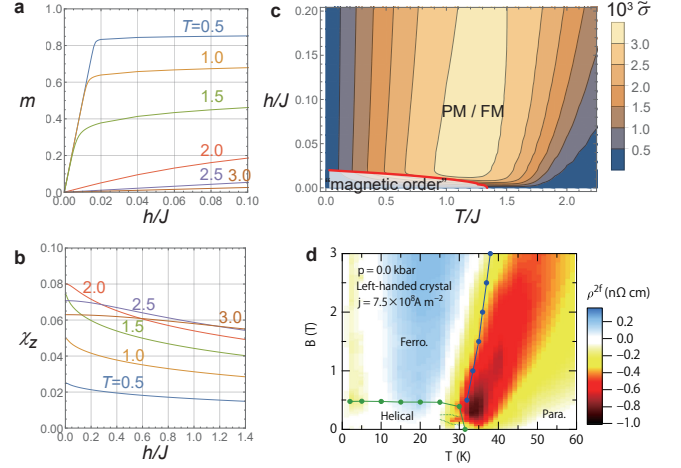 a
m
1.0
0.8
0.6
0.4
0.2
0.0
T=0.5
1.0
1.5
2.0
2.5
3.0
0.00 0.02 0.04 0.06 0.08 0.10
h/J
b
χz
0.10
0.08
0.06
0.04
0.02
0.00
2.0
2.5
3.0
1.5
1.0
T=0.5
0.0 0.2 0.4 0.6 0.8 1.0
h/J
c
h/J
0.20
0.15
0.10
0.05
0.00
PM / FM
"magnetic order"
0.0 0.5 1.0 1.5 2.0
T/J
10³ σ̃
3.0
2.5
2.0
1.5
1.0
0.5
d
B (T)
3
2
1
0
p = 0.0 kbar
Left-handed crystal
j = 7.5×10⁸A m⁻²
Ferro.
Helical
Para.
0 10 20 30 40 50 60
T (K)
ρ²ᶠ (nΩ cm)
0.2
0.0
−0.2
−0.4
−0.6
−0.8
−1.0